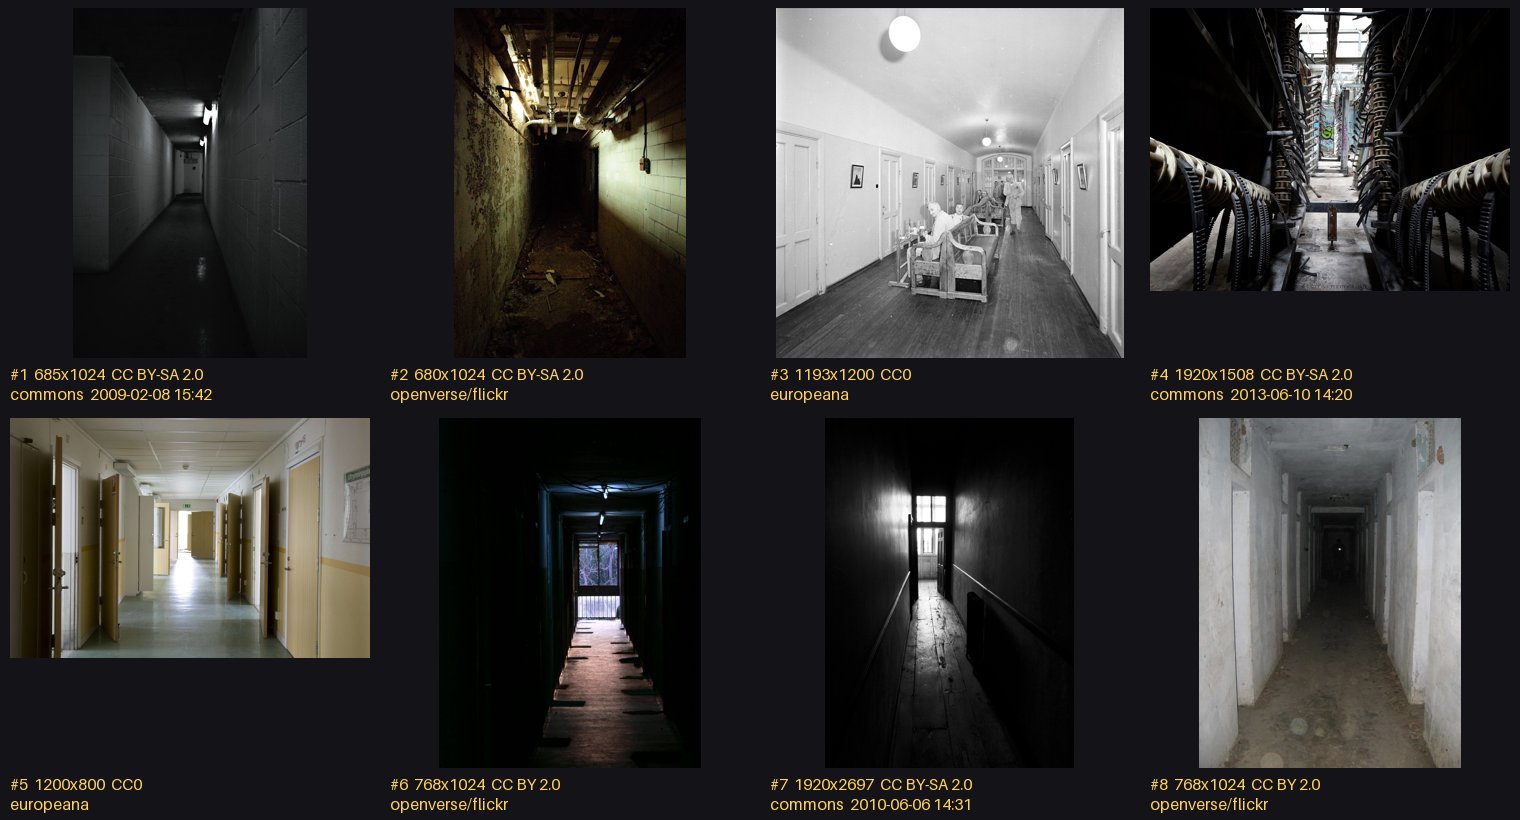 #1 685x1024 CC BY-SA 2.0
commons 2009-02-08 15:42
#2 680x1024 CC BY-SA 2.0
openverse/flickr
#3 1193x1200 CC0
europeana
#4 1920x1508 CC BY-SA 2.0
commons 2013-06-10 14:20
#5 1200x800 CC0
europeana
#6 768x1024 CC BY 2.0
openverse/flickr
#7 1920x2697 CC BY-SA 2.0
commons 2010-06-06 14:31
#8 768x1024 CC BY 2.0
openverse/flickr